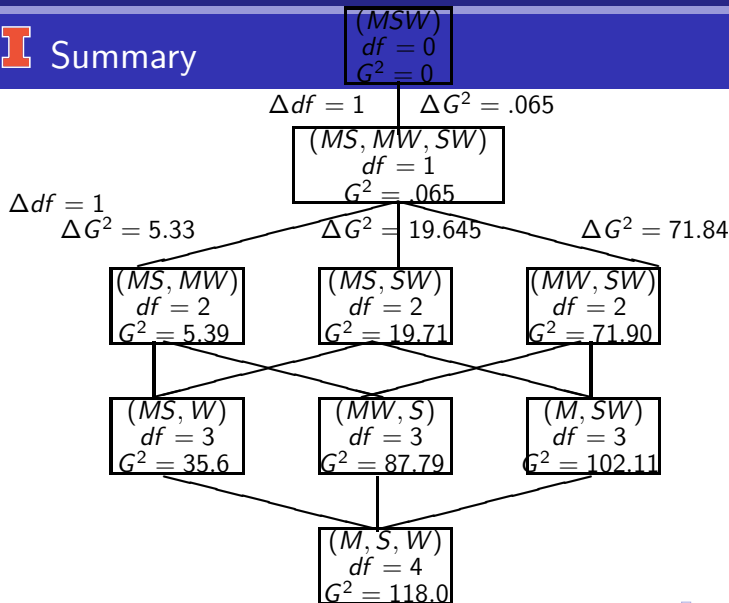 I Summary
(MSW)
df = 0
G² = 0
Δdf = 1 ΔG² = .065
(MS, MW, SW)
df = 1
G² = .065
Δdf = 1
ΔG² = 5.33 ΔG² = 19.645 ΔG² = 71.84
(MS, MW) (MS, SW) (MW, SW)
df = 2 df = 2 df = 2
G² = 5.39 G² = 19.71 G² = 71.90
(MS, W) (MW, S) (M, SW)
df = 3 df = 3 df = 3
G² = 35.6 G² = 87.79 G² = 102.11
(M, S, W)
df = 4
G² = 118.0